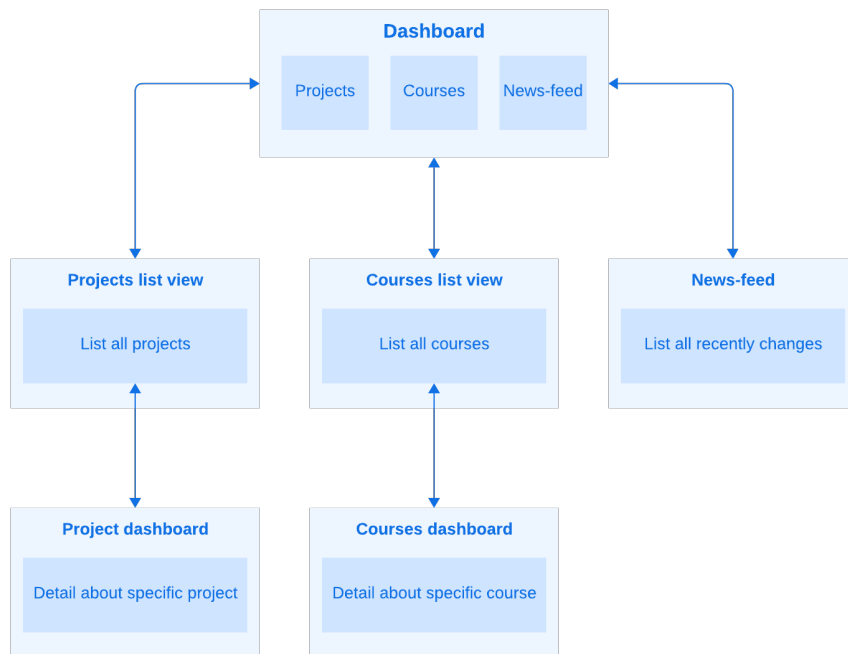 Dashboard
Projects
Courses
News-feed
Projects list view
Courses list view
News-feed
List all projects
List all courses
List all recently changes
Project dashboard
Courses dashboard
Detail about specific project
Detail about specific course